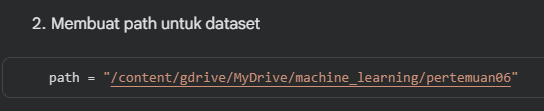 2. Membuat path untuk dataset
path = "/content/gdrive/MyDrive/machine_learning/pertemuan06"